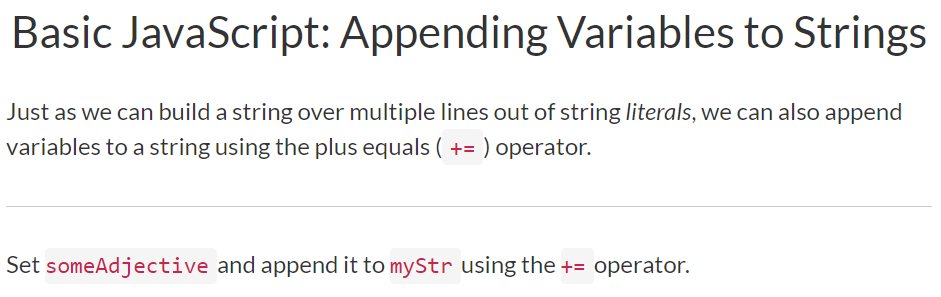 Basic JavaScript: Appending Variables to Strings
Just as we can build a string over multiple lines out of string literals, we can also append
variables to a string using the plus equals ( += ) operator.
Set someAdjective and append it to myStr using the += operator.